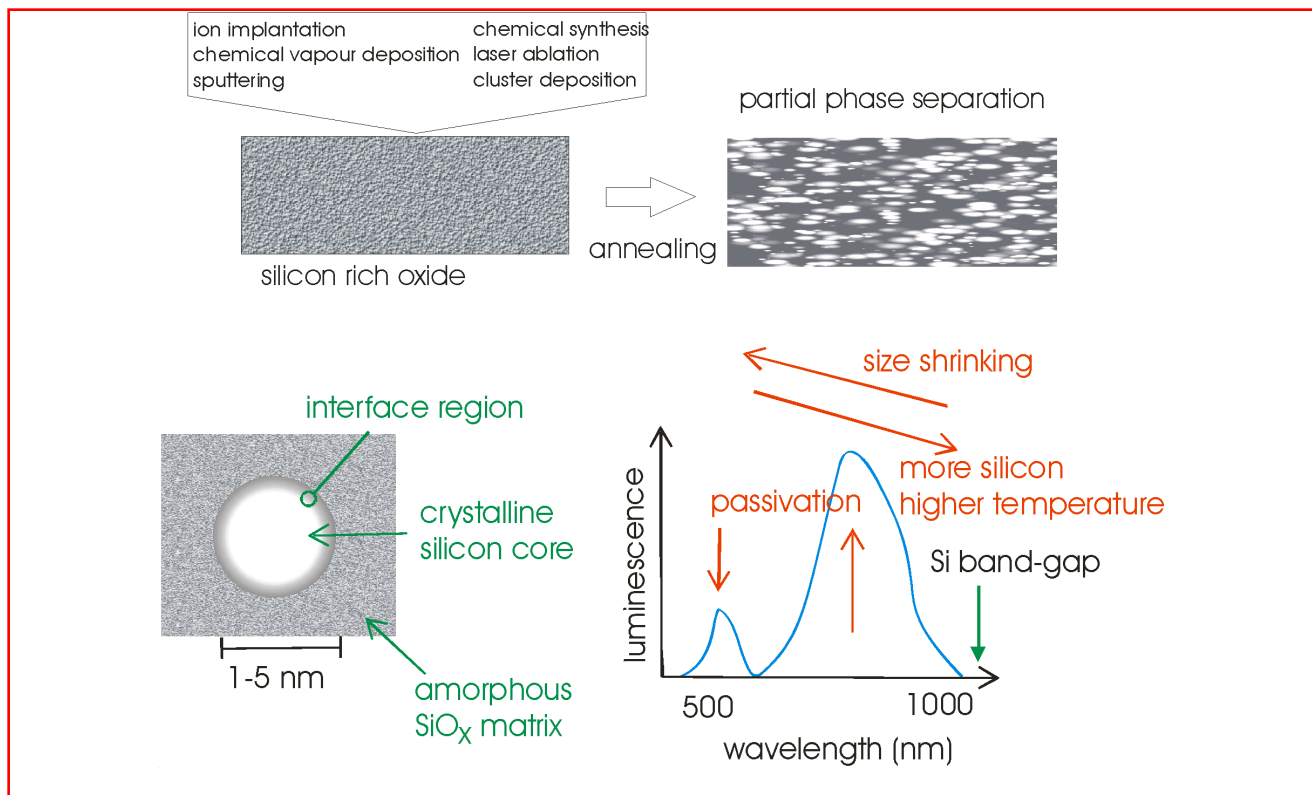 ion implantation
chemical vapour deposition
sputtering
chemical synthesis
laser ablation
cluster deposition
partial phase separation
annealing
silicon rich oxide
size shrinking
interface region
more silicon
higher temperature
passivation
crystalline
silicon core
Si band-gap
luminescence
1-5 nm
amorphous
SiOX matrix
500
1000
wavelength (nm)